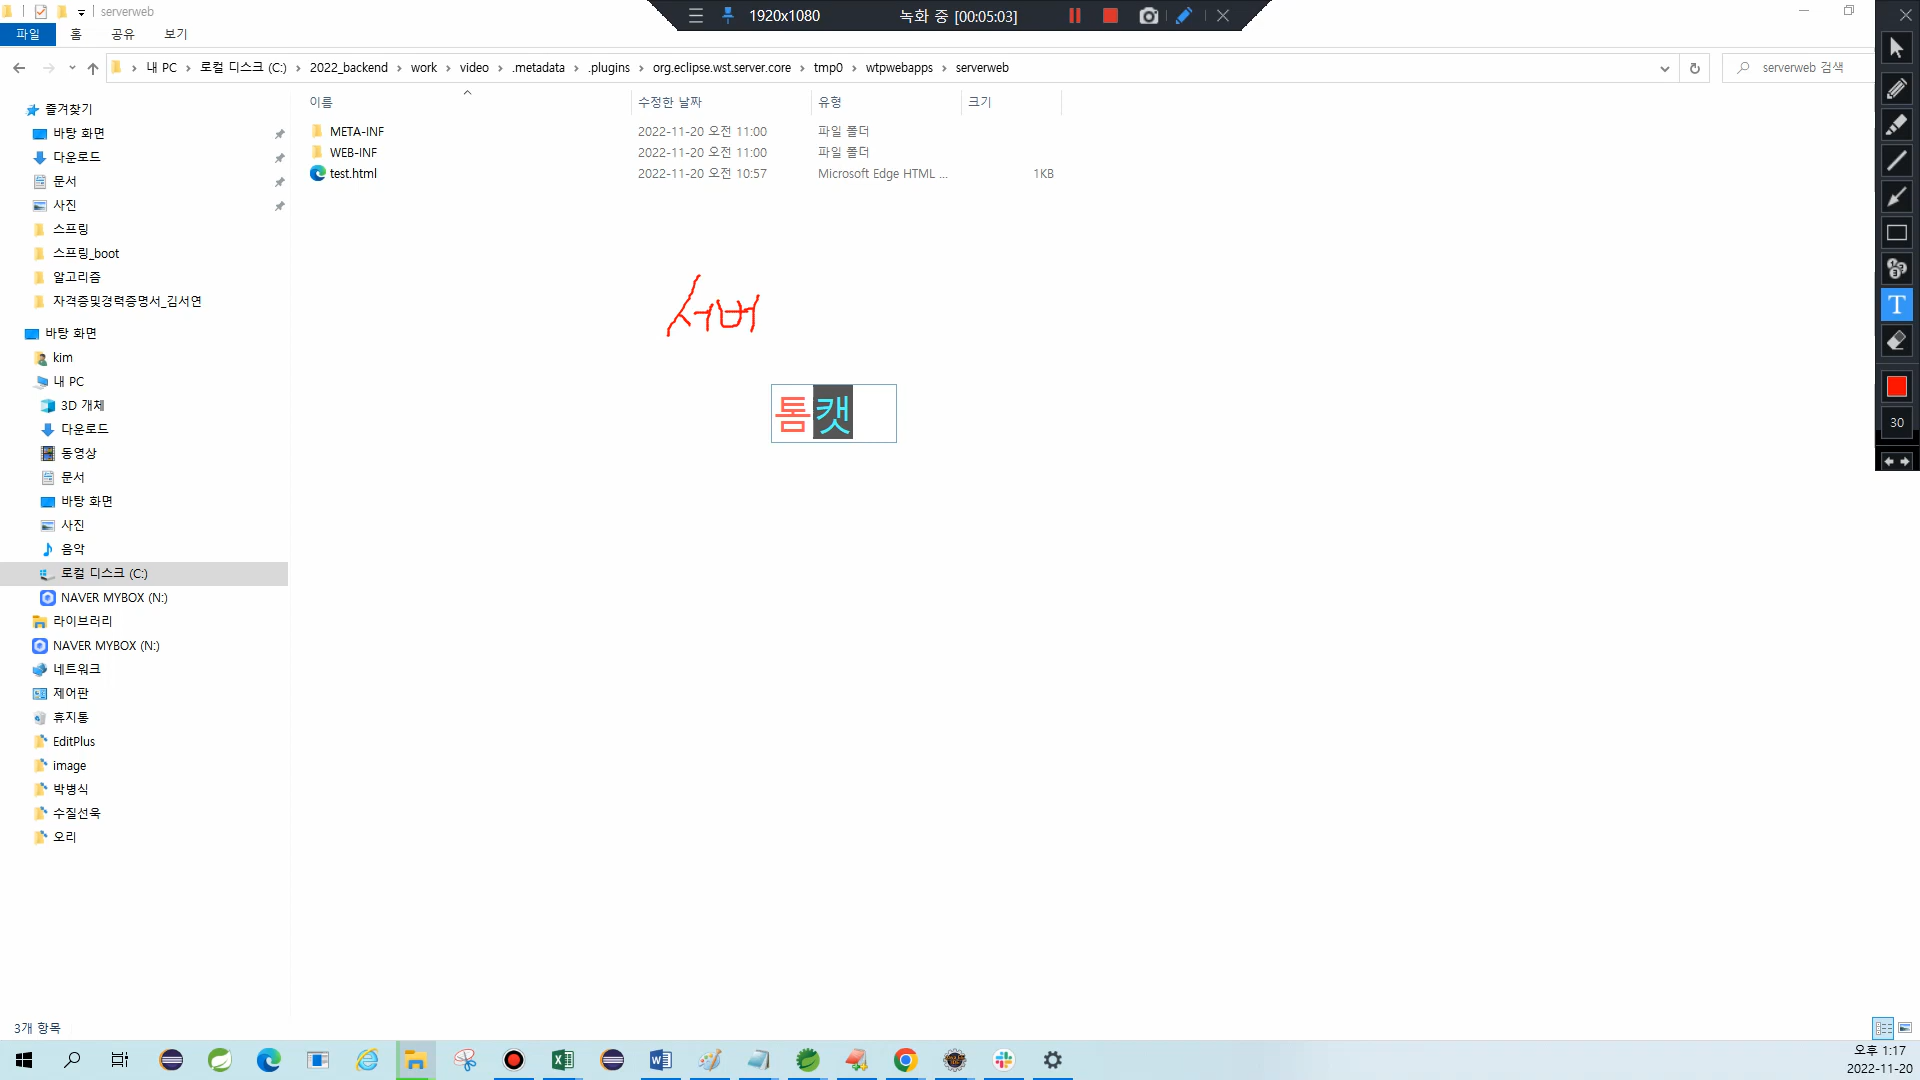 serverweb
1920x1080
녹화 중 [00:05:03]
파일
홈
공유
보기
내 PC
로컬 디스크 (C:)
2022_backend
work
video
.metadata
.plugins
org.eclipse.wst.server.core
tmp0
wtpwebapps
serverweb
serverweb 검색
이름
수정한 날짜
유형
크기
META-INF
2022-11-20 오전 11:00
파일 폴더
WEB-INF
2022-11-20 오전 11:00
파일 폴더
test.html
2022-11-20 오전 10:57
Microsoft Edge HTML ...
1KB
즐겨찾기
바탕 화면
다운로드
문서
사진
스프링
스프링_boot
알고리즘
자격증및경력증명서_김서연
바탕 화면
kim
내 PC
3D 개체
다운로드
동영상
문서
바탕 화면
사진
음악
로컬 디스크 (C:)
NAVER MYBOX (N:)
라이브러리
NAVER MYBOX (N:)
네트워크
제어판
휴지통
EditPlus
image
박병식
수질선욱
오리
서버
톰캣
T
30
3개 항목
오후 1:17
2022-11-20